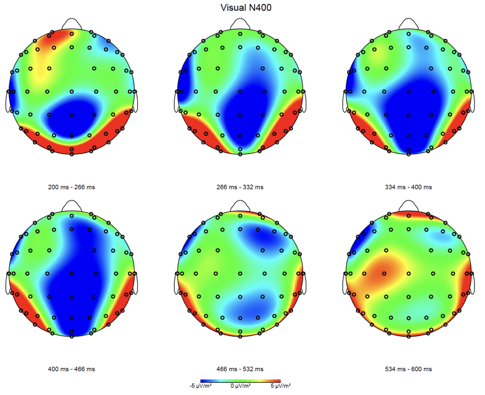 Visual N400
200 ms - 266 ms
266 ms - 332 ms
334 ms - 400 ms
400 ms - 466 ms
466 ms - 532 ms
534 ms - 600 ms
-5 µV/m² 0 µV/m² 5 µV/m²